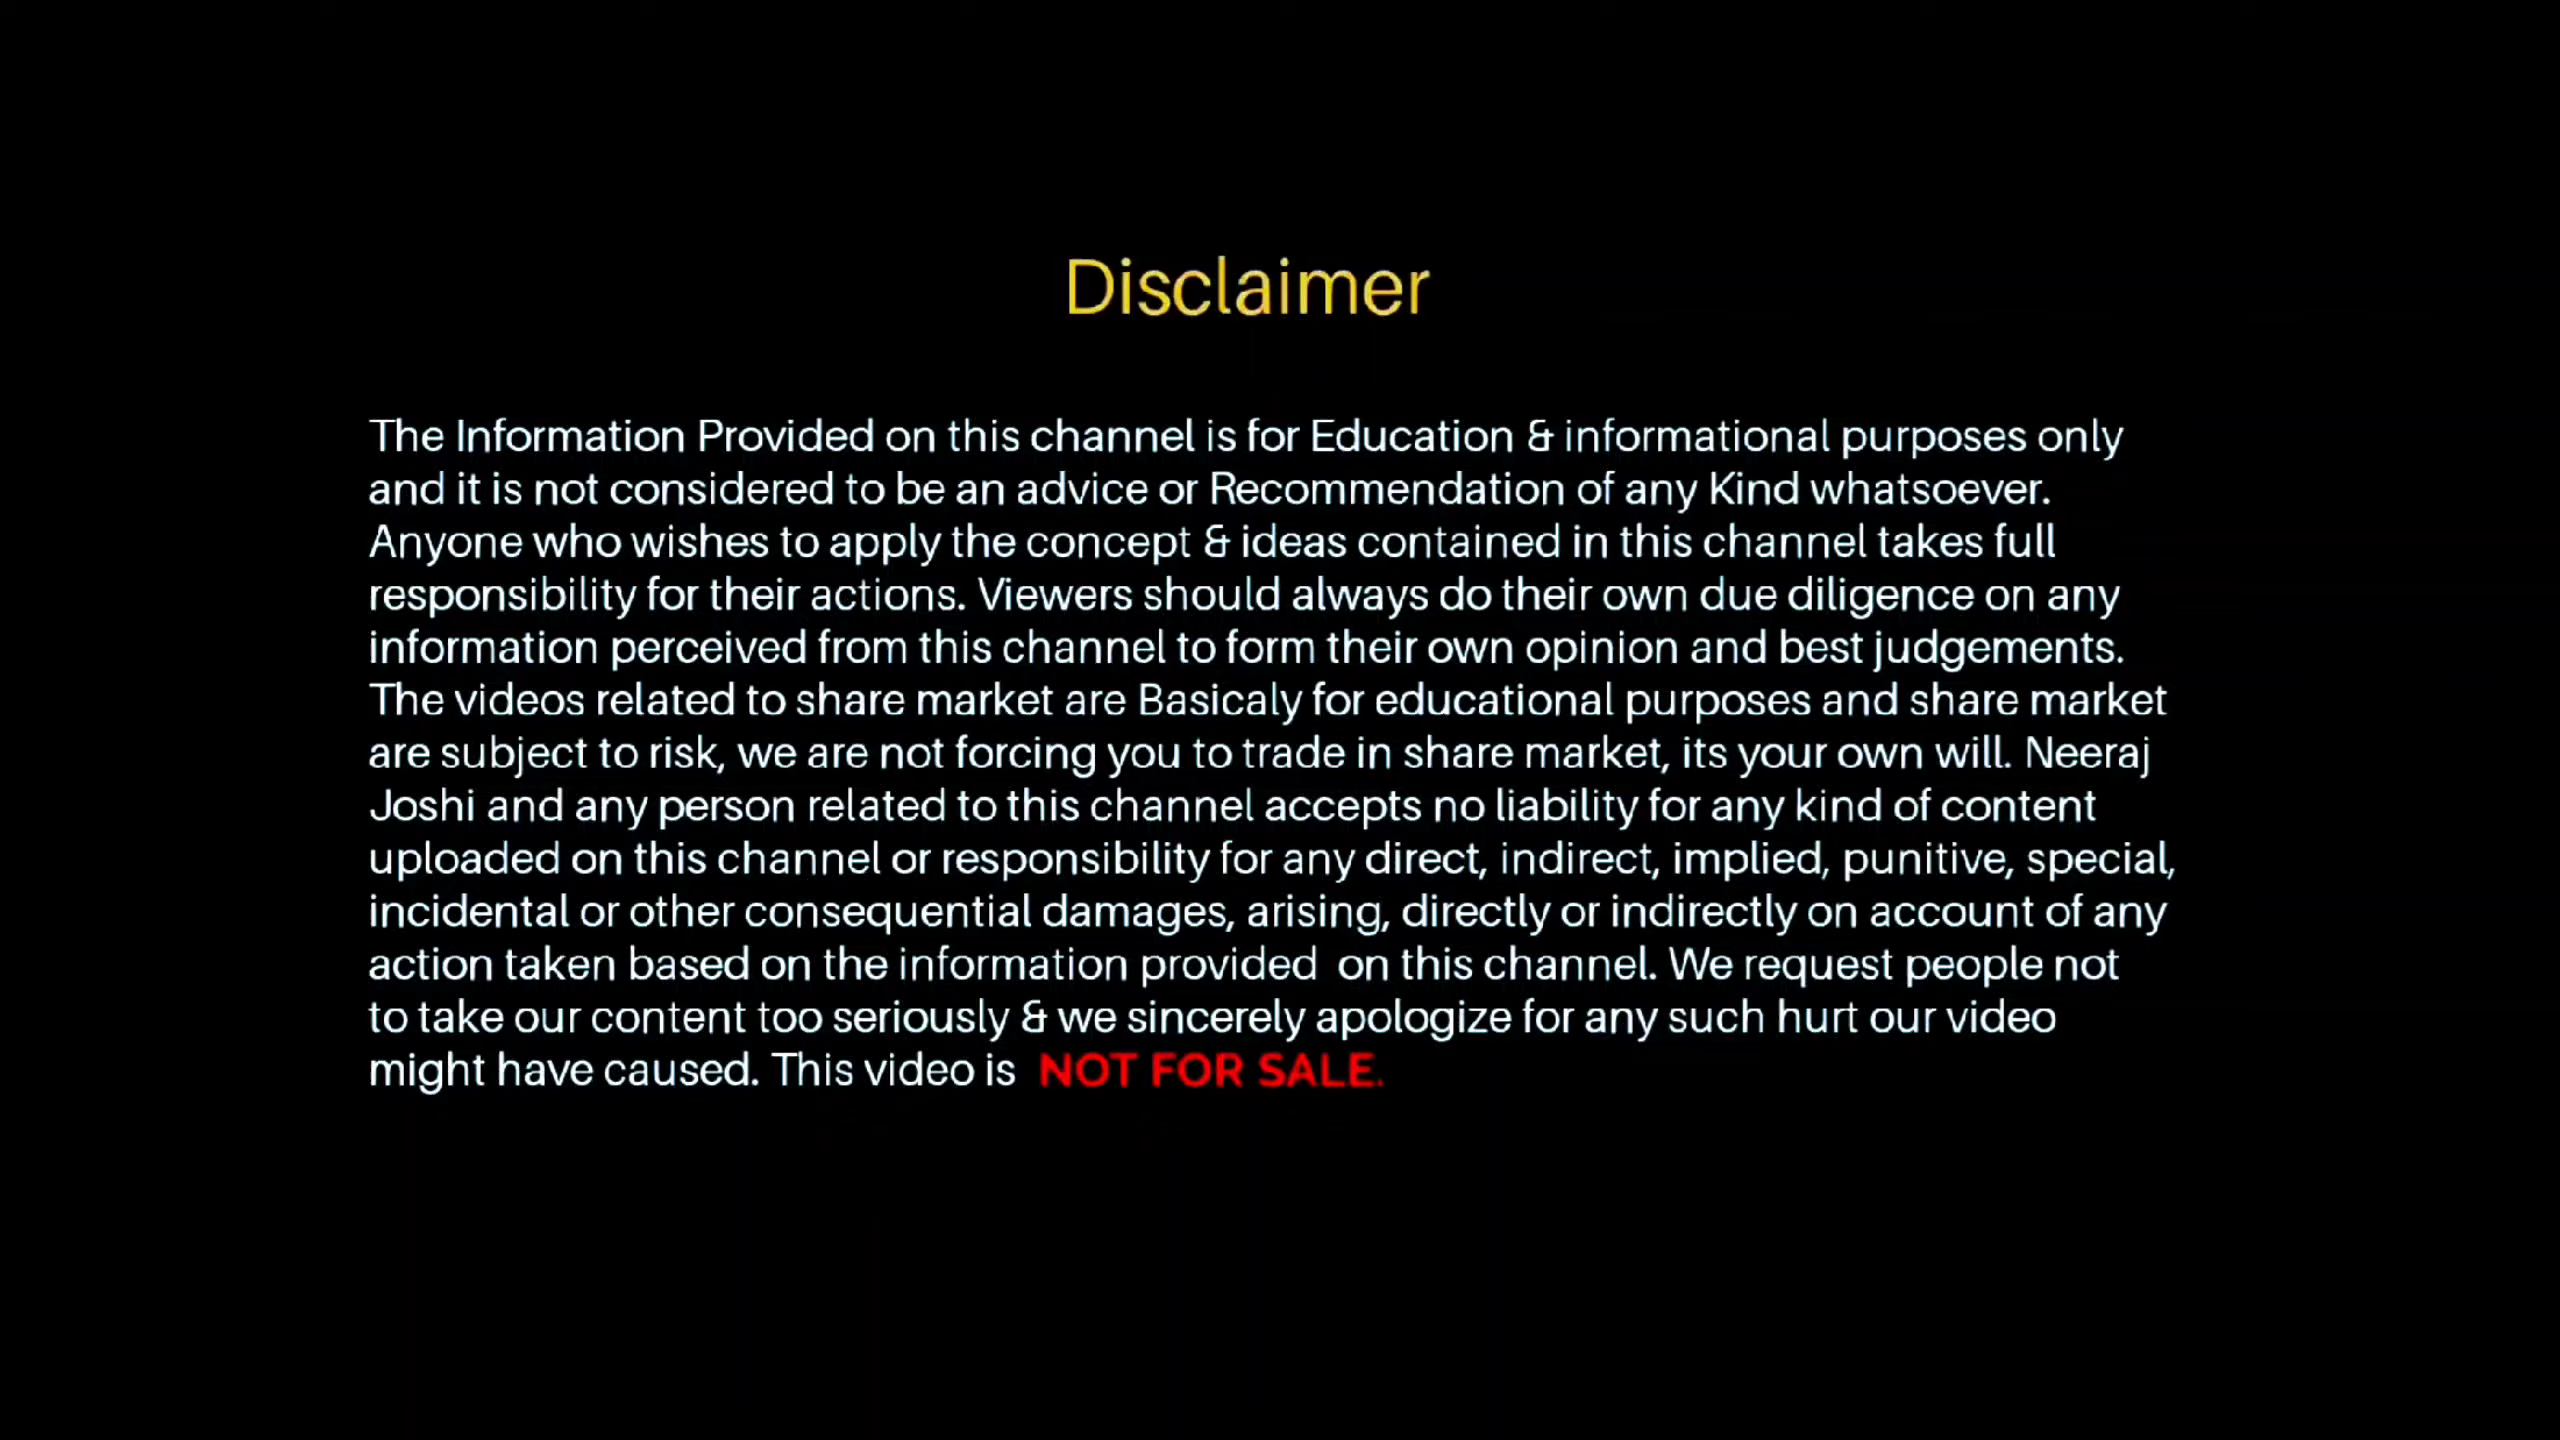 Disclaimer
The Information Provided on this channel is for Education & informational purposes only
and it is not considered to be an advice or Recommendation of any Kind whatsoever.
Anyone who wishes to apply the concept & ideas contained in this channel takes full
responsibility for their actions. Viewers should always do their own due diligence on any
information perceived from this channel to form their own opinion and best judgements.
The videos related to share market are Basicaly for educational purposes and share market
are subject to risk, we are not forcing you to trade in share market, its your own will. Neeraj
Joshi and any person related to this channel accepts no liability for any kind of content
uploaded on this channel or responsibility for any direct, indirect, implied, punitive, special,
incidental or other consequential damages, arising, directly or indirectly on account of any
action taken based on the information provided  on this channel. We request people not
to take our content too seriously & we sincerely apologize for any such hurt our video
might have caused. This video is  NOT FOR SALE.